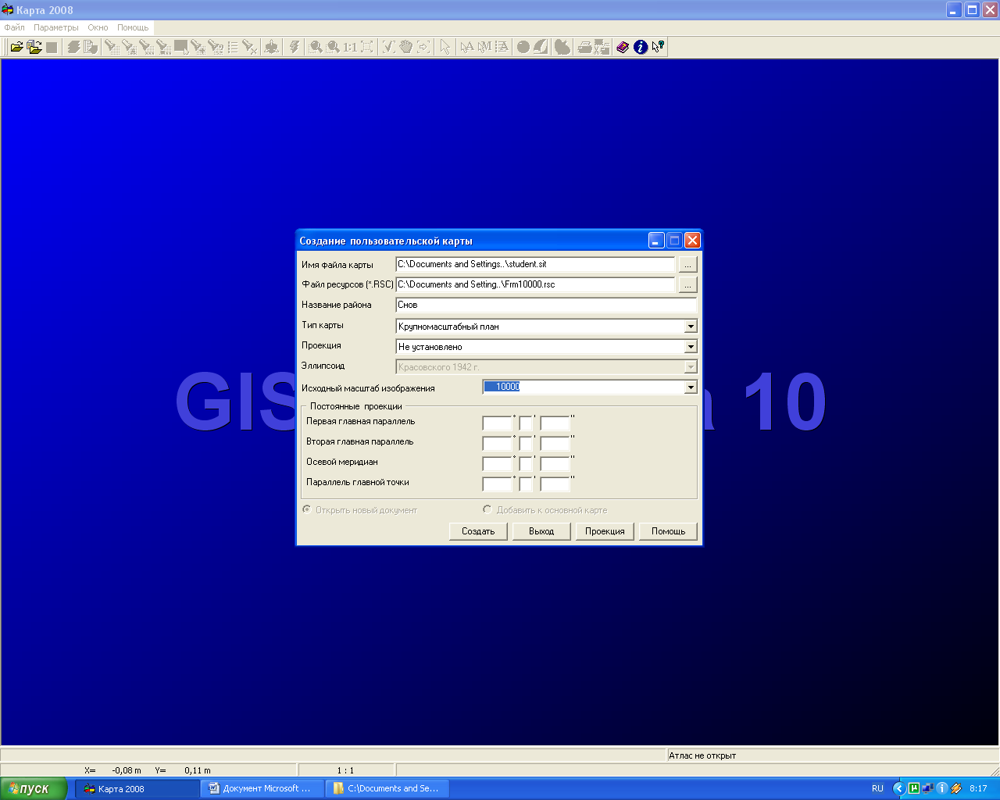 Карта 2008
Файл Параметры Окно Помощь
1:1
GIS а 10
Создание пользовательской карты
Имя файла карты C:\Documents and Settings..\student.sit ...
Файл ресурсов (*.RSC) C:\Documents and Setting..\Frm10000.rsc ...
Название района Снов
Тип карты Крупномасштабный план
Проекция Не установлено
Эллипсоид Красовского 1942 г.
Исходный масштаб изображения 10000
Постоянные проекции
Первая главная параллель ° ' "
Вторая главная параллель ° ' "
Осевой меридиан ° ' "
Параллель главной точки ° ' "
Открыть новый документ Добавить к основной карте
Создать Выход Проекция Помощь
Атлас не открыт
X= -0,08 m Y= 0,11 m 1 : 1
пуск Карта 2008 Документ Microsoft ... C:\Documents and Se... RU 8:17